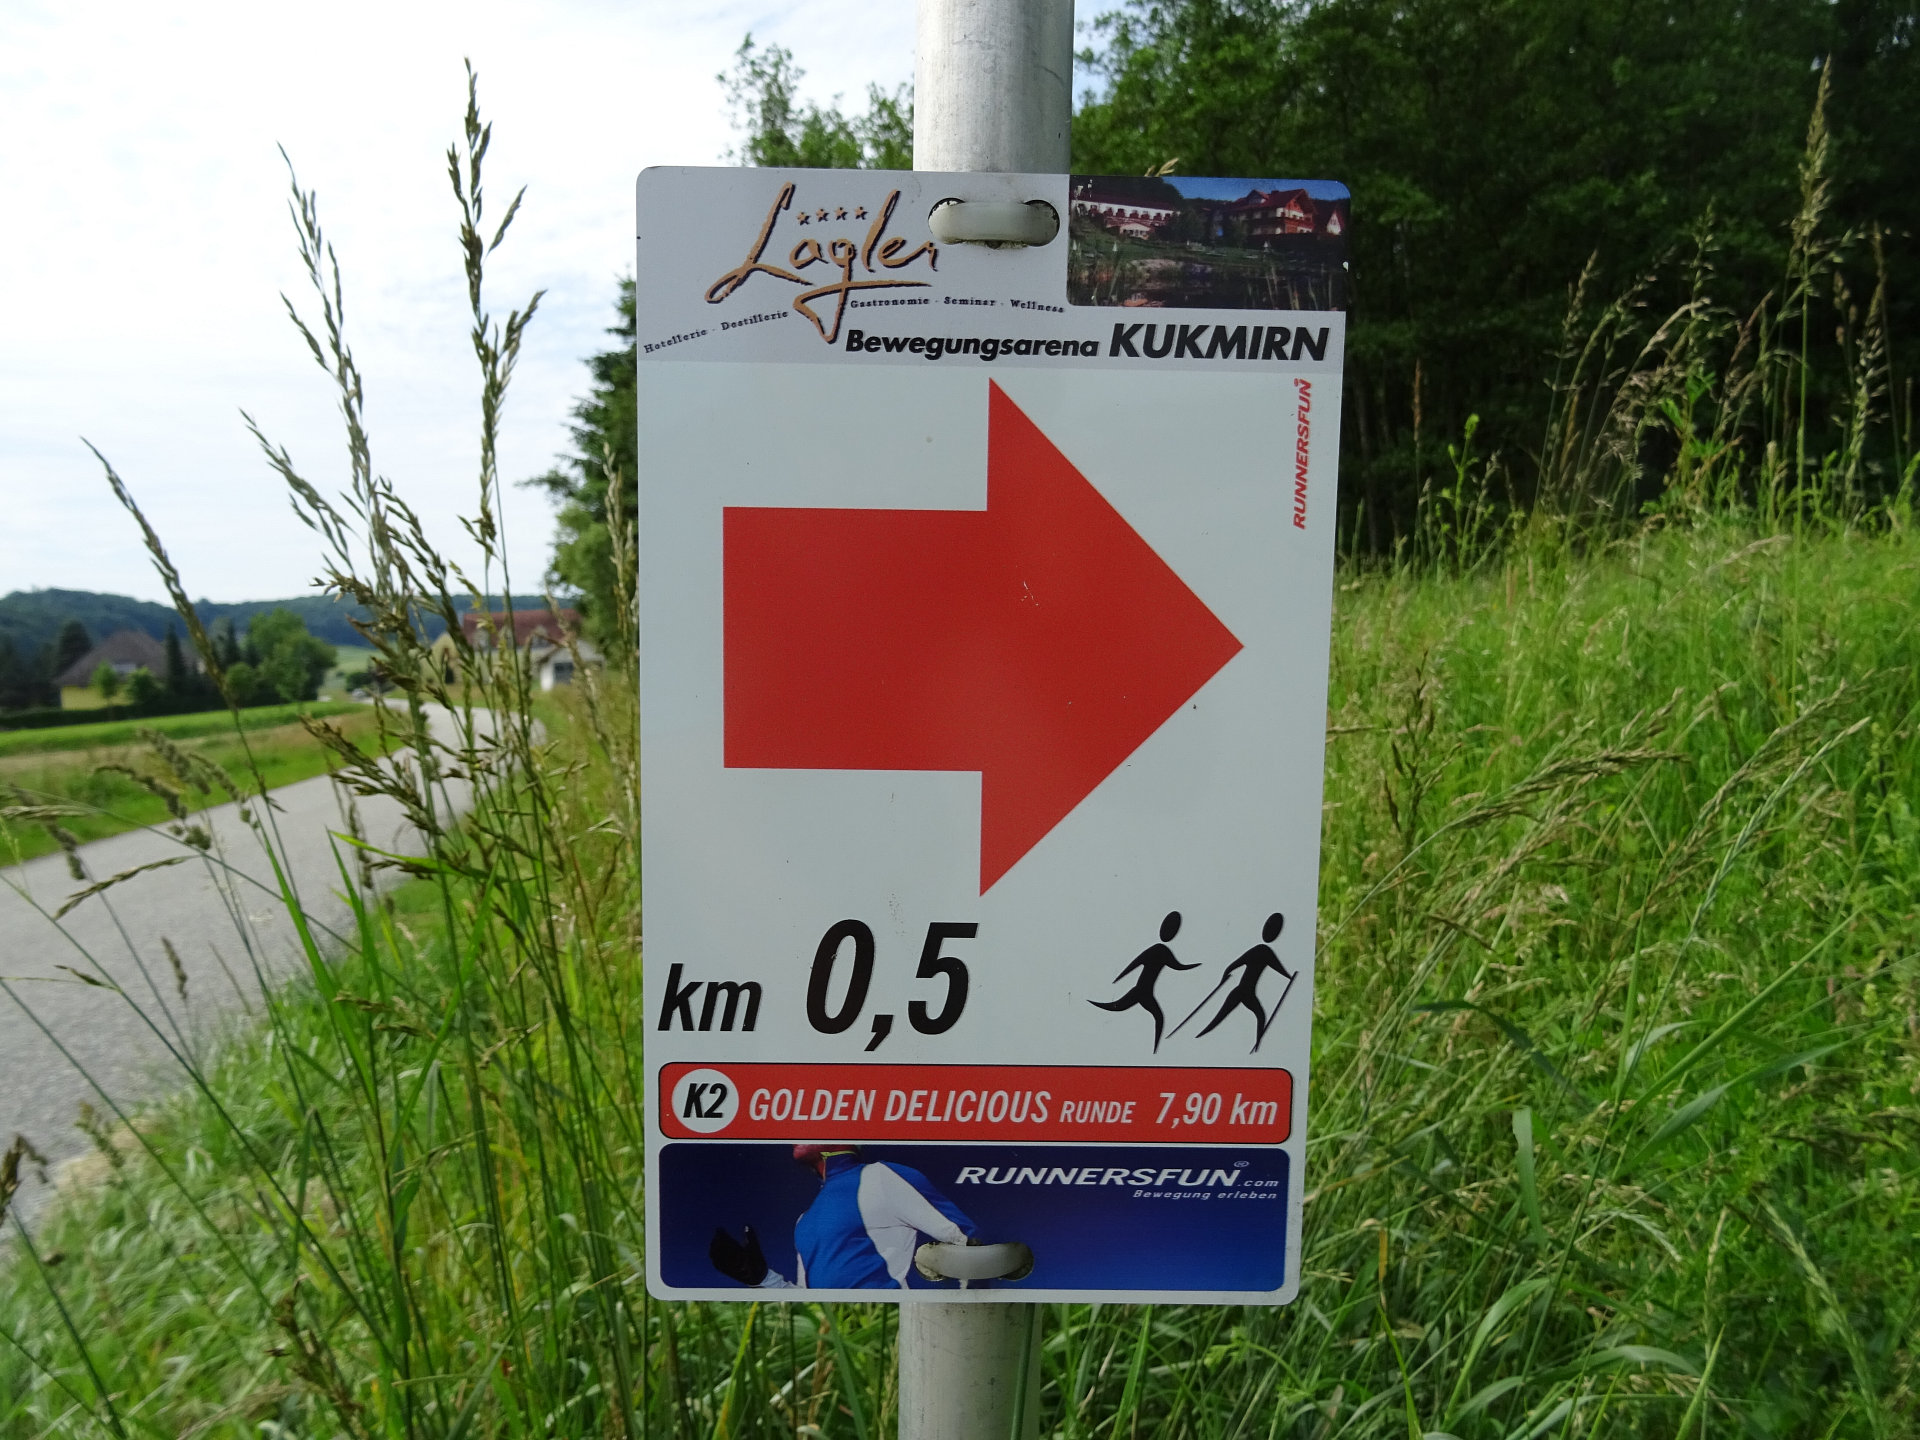 ****
Lagler
Hotellerie · Destillerie
Gastronomie · Seminar · Wellness
Bewegungsarena KUKMIRN
RUNNERSFUN®
km 0,5
K2 GOLDEN DELICIOUS RUNDE 7,90 km
RUNNERSFUN®.com
Bewegung erleben